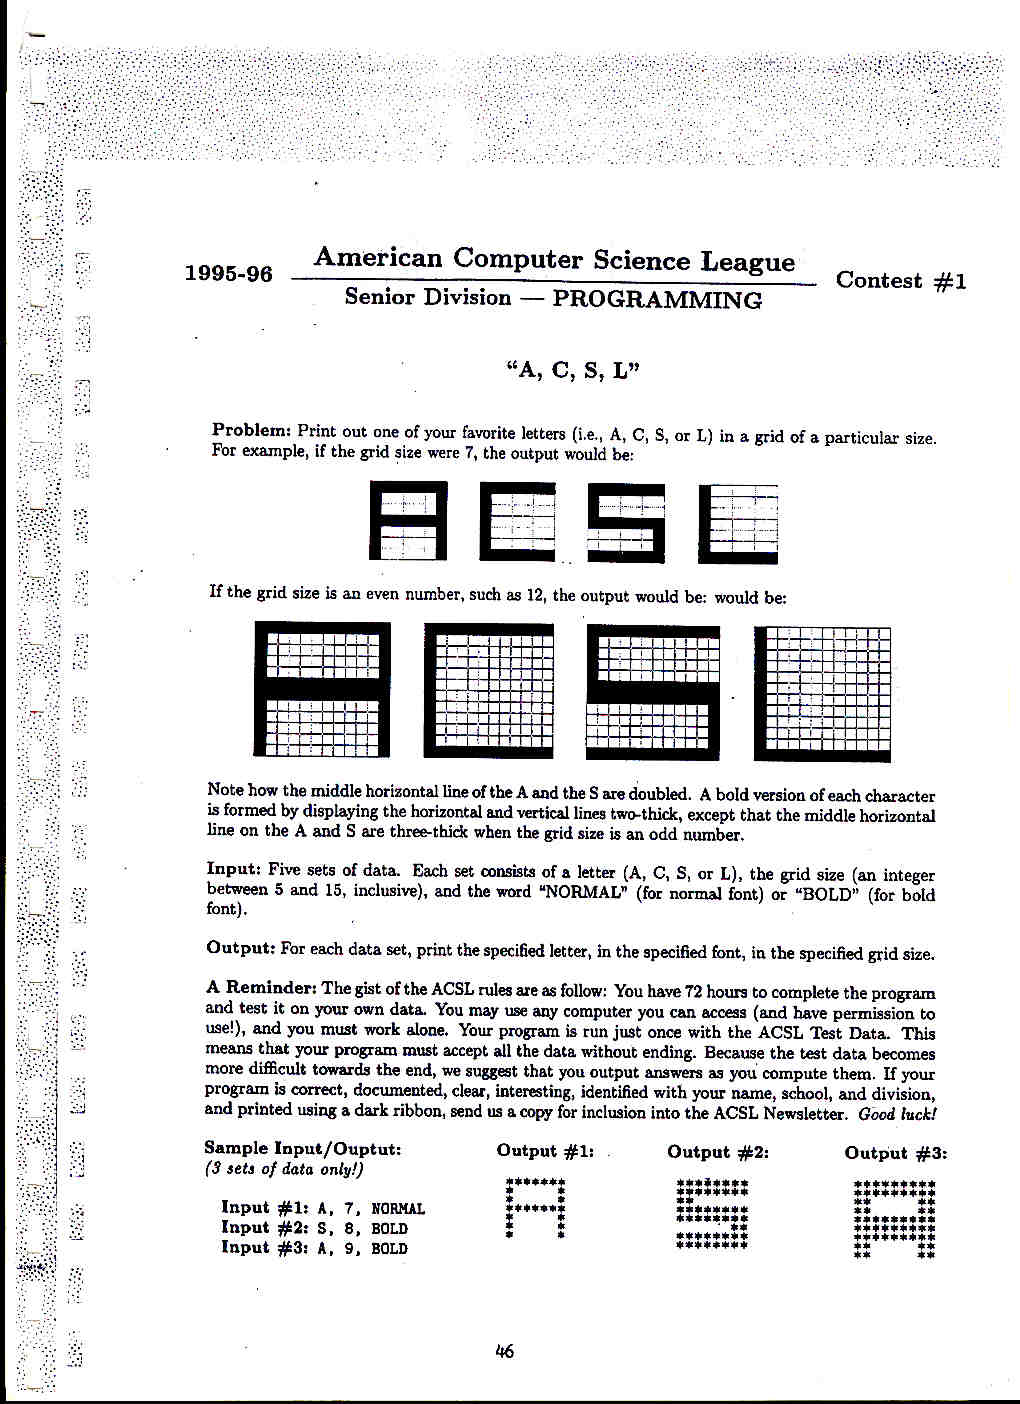 1995-96
American Computer Science League
Contest #1
Senior Division — PROGRAMMING
“A, C, S, L”
Problem: Print out one of your favorite letters (i.e., A, C, S, or L) in a grid of a particular size.
For example, if the grid size were 7, the output would be:
If the grid size is an even number, such as 12, the output would be: would be:
Note how the middle horizontal line of the A and the S are doubled. A bold version of each character
is formed by displaying the horizontal and vertical lines two-thick, except that the middle horizontal
line on the A and S are three-thick when the grid size is an odd number.
Input: Five sets of data. Each set consists of a letter (A, C, S, or L), the grid size (an integer
between 5 and 15, inclusive), and the word “NORMAL” (for normal font) or “BOLD” (for bold
font).
Output: For each data set, print the specified letter, in the specified font, in the specified grid size.
A Reminder: The gist of the ACSL rules are as follow: You have 72 hours to complete the program
and test it on your own data. You may use any computer you can access (and have permission to
use!), and you must work alone. Your program is run just once with the ACSL Test Data. This
means that your program must accept all the data without ending. Because the test data becomes
more difficult towards the end, we suggest that you output answers as you compute them. If your
program is correct, documented, clear, interesting, identified with your name, school, and division,
and printed using a dark ribbon, send us a copy for inclusion into the ACSL Newsletter. Good luck!
Sample Input/Ouptut:
(3 sets of data only!)
Input #1: A, 7, NORMAL
Input #2: S, 8, BOLD
Input #3: A, 9, BOLD
Output #1:
*******
*     *
*     *
*******
*     *
*     *
*     *
Output #2:
********
********
**
********
********
      **
********
********
Output #3:
*********
*********
**     **
**     **
*********
*********
*********
**     **
**     **
46